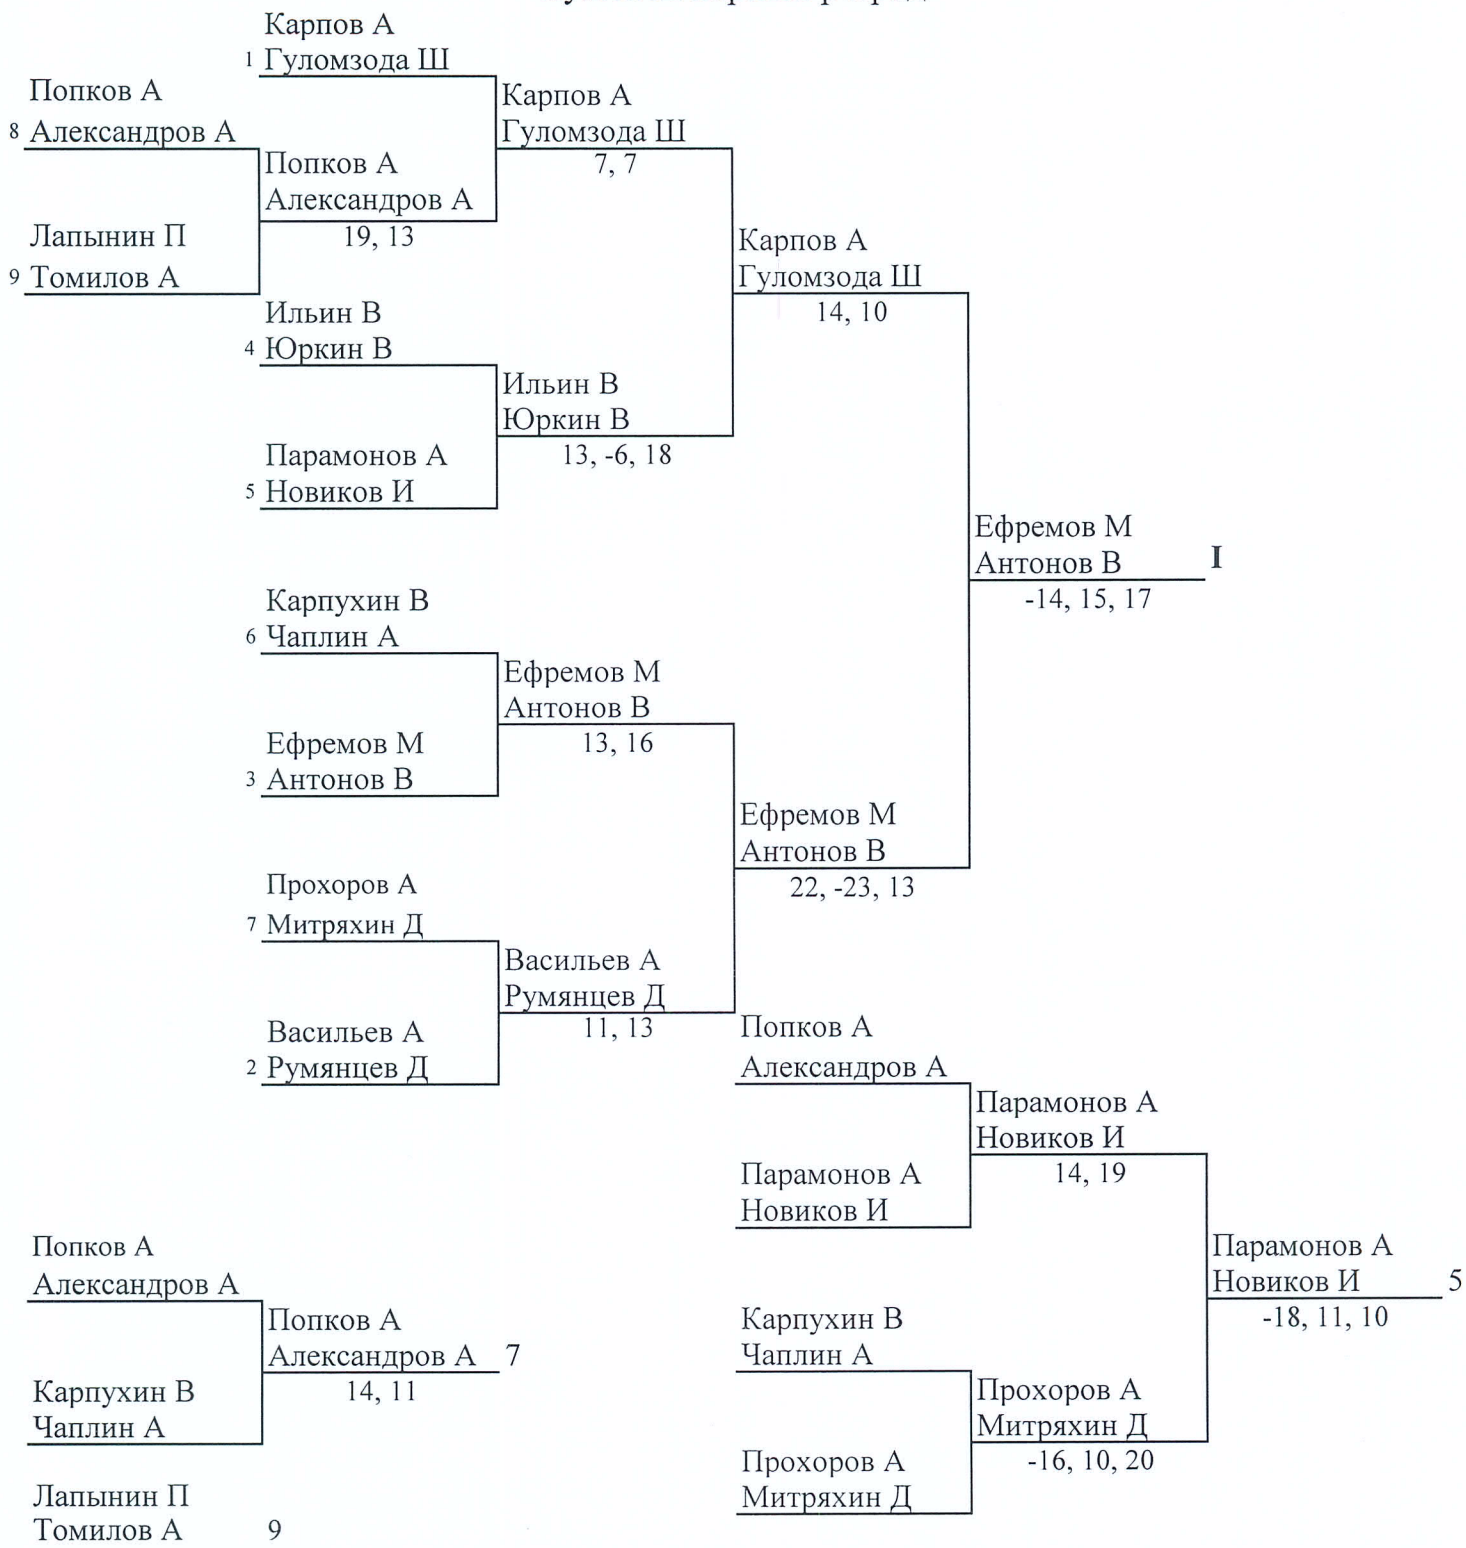 Карпов А
1 Гуломзода Ш
Попков А
8 Александров А
Карпов А
Гуломзода Ш
7, 7
Попков А
Александров А
19, 13
Лапынин П
9 Томилов А
Карпов А
Гуломзода Ш
14, 10
Ильин В
4 Юркин В
Ильин В
Юркин В
13, -6, 18
Парамонов А
5 Новиков И
Ефремов М
Антонов В I
-14, 15, 17
Карпухин В
6 Чаплин А
Ефремов М
Антонов В
13, 16
Ефремов М
3 Антонов В
Ефремов М
Антонов В
22, -23, 13
Прохоров А
7 Митряхин Д
Васильев А
Румянцев Д
11, 13
Васильев А
2 Румянцев Д
Попков А
Александров А
Парамонов А
Новиков И
14, 19
Парамонов А
Новиков И
Парамонов А
Новиков И 5
-18, 11, 10
Карпухин В
Чаплин А
Прохоров А
Митряхин Д
-16, 10, 20
Прохоров А
Митряхин Д
Попков А
Александров А
Попков А
Александров А 7
14, 11
Карпухин В
Чаплин А
Лапынин П
Томилов А 9